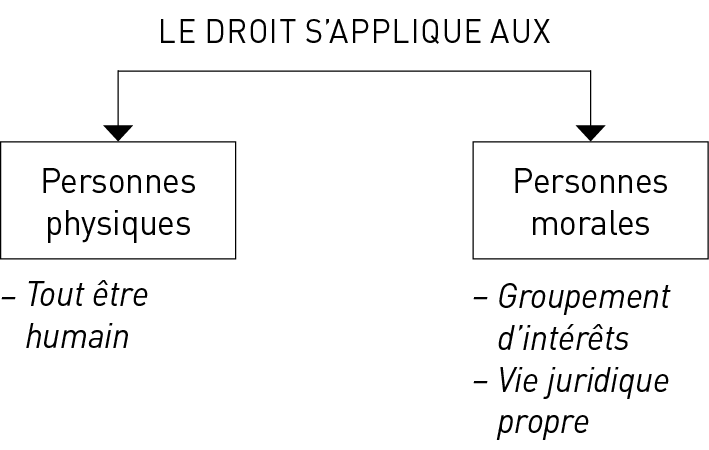 LE DROIT S'APPLIQUE AUX
Personnes
physiques
– Tout être
humain
Personnes
morales
– Groupement
d'intérêts
– Vie juridique
propre